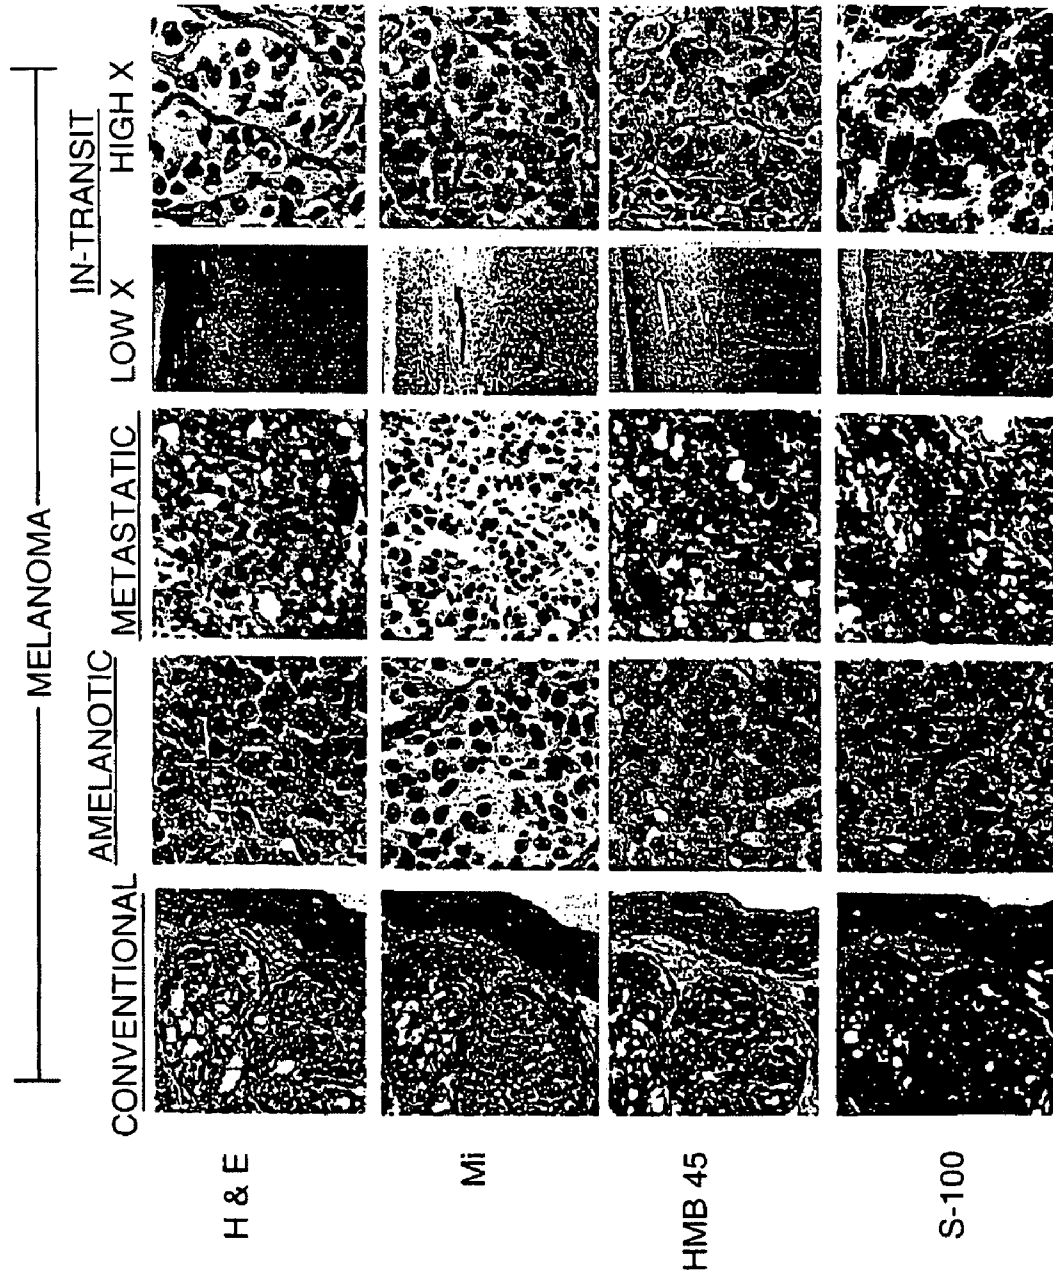 MELANOMA
CONVENTIONAL AMELANOTIC METASTATIC IN-TRANSIT
LOW X HIGH X
H & E
Mi
HMB 45
S-100